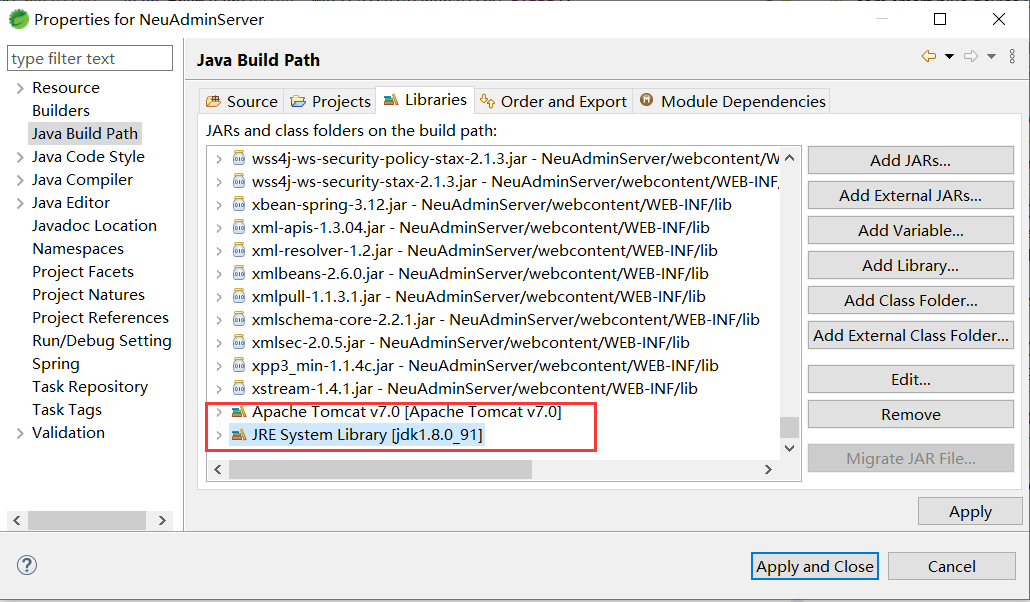 Properties for NeuAdminServer
type filter text
Resource
Builders
Java Build Path
Java Code Style
Java Compiler
Java Editor
Javadoc Location
Namespaces
Project Facets
Project Natures
Project References
Run/Debug Setting
Spring
Task Repository
Task Tags
Validation
Java Build Path
Source
Projects
Libraries
Order and Export
Module Dependencies
JARs and class folders on the build path:
wss4j-ws-security-policy-stax-2.1.3.jar - NeuAdminServer/webcontent/W
wss4j-ws-security-stax-2.1.3.jar - NeuAdminServer/webcontent/WEB-INF/
xbean-spring-3.12.jar - NeuAdminServer/webcontent/WEB-INF/lib
xml-apis-1.3.04.jar - NeuAdminServer/webcontent/WEB-INF/lib
xml-resolver-1.2.jar - NeuAdminServer/webcontent/WEB-INF/lib
xmlbeans-2.6.0.jar - NeuAdminServer/webcontent/WEB-INF/lib
xmlpull-1.1.3.1.jar - NeuAdminServer/webcontent/WEB-INF/lib
xmlschema-core-2.2.1.jar - NeuAdminServer/webcontent/WEB-INF/lib
xmlsec-2.0.5.jar - NeuAdminServer/webcontent/WEB-INF/lib
xpp3_min-1.1.4c.jar - NeuAdminServer/webcontent/WEB-INF/lib
xstream-1.4.1.jar - NeuAdminServer/webcontent/WEB-INF/lib
Apache Tomcat v7.0 [Apache Tomcat v7.0]
JRE System Library [jdk1.8.0_91]
Add JARs...
Add External JARs...
Add Variable...
Add Library...
Add Class Folder...
Add External Class Folder...
Edit...
Remove
Migrate JAR File...
Apply
?
Apply and Close
Cancel